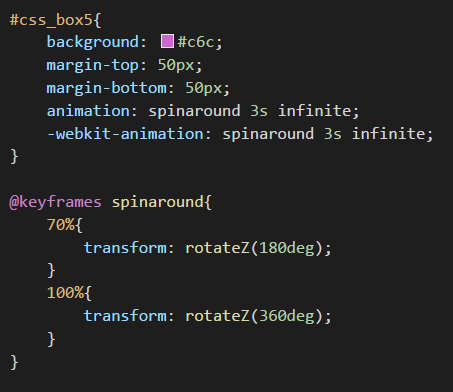 #css_box5{
    background: #c6c;
    margin-top: 50px;
    margin-bottom: 50px;
    animation: spinaround 3s infinite;
    -webkit-animation: spinaround 3s infinite;
}

@keyframes spinaround{
    70%{
        transform: rotateZ(180deg);
    }
    100%{
        transform: rotateZ(360deg);
    }
}